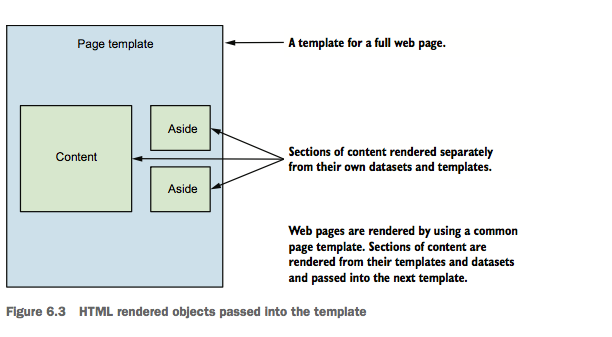 Page template
A template for a full web page.
Aside
Content
Sections of content rendered separately
from their own datasets and templates.
Aside
Web pages are rendered by using a common
page template. Sections of content are
rendered from their templates and datasets
and passed into the next template.
Figure 6.3 HTML rendered objects passed into the template